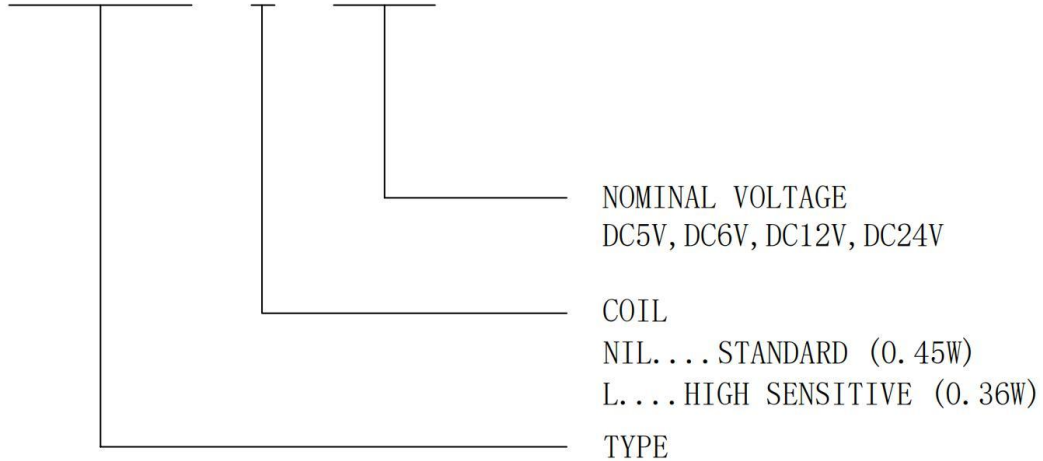 NOMINAL VOLTAGE
DC5V, DC6V, DC12V, DC24V
COIL
NIL....STANDARD (0.45W)
L....HIGH SENSITIVE (0.36W)
TYPE